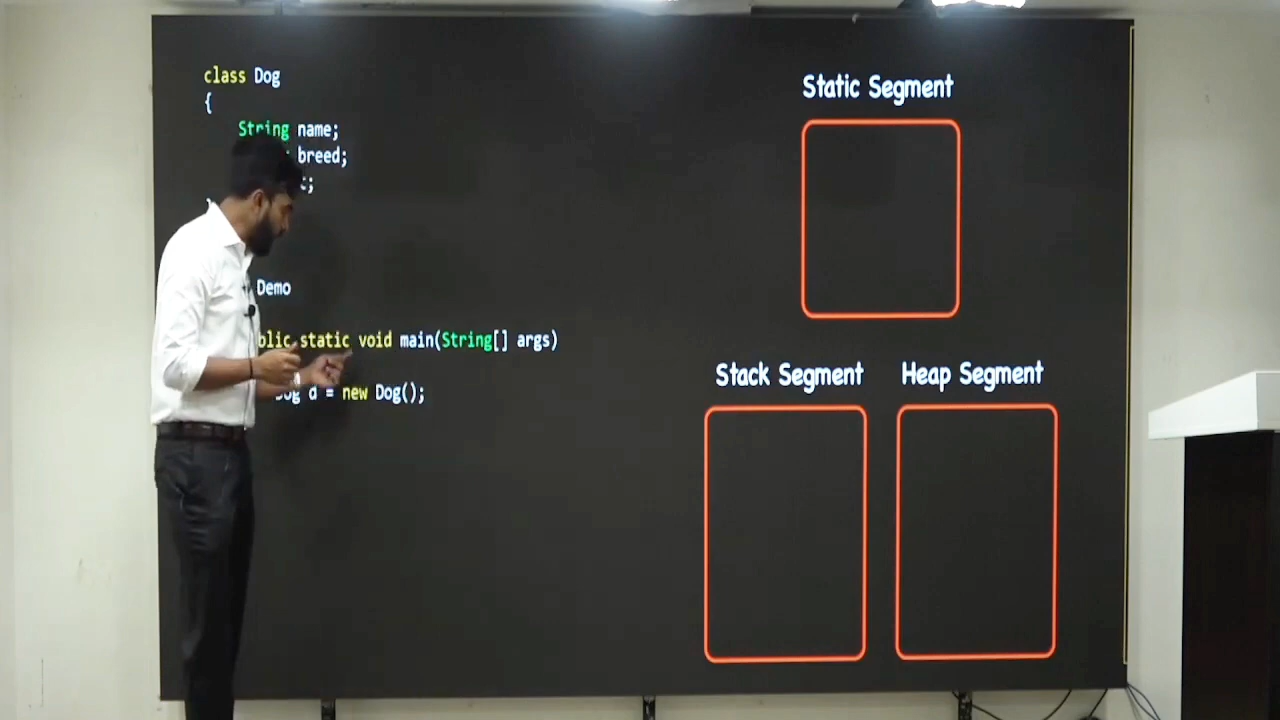 class Dog
{
String name;
breed;
;
Demo
static void main(String[] args)
Dog d = new Dog();
Static Segment
Stack Segment
Heap Segment